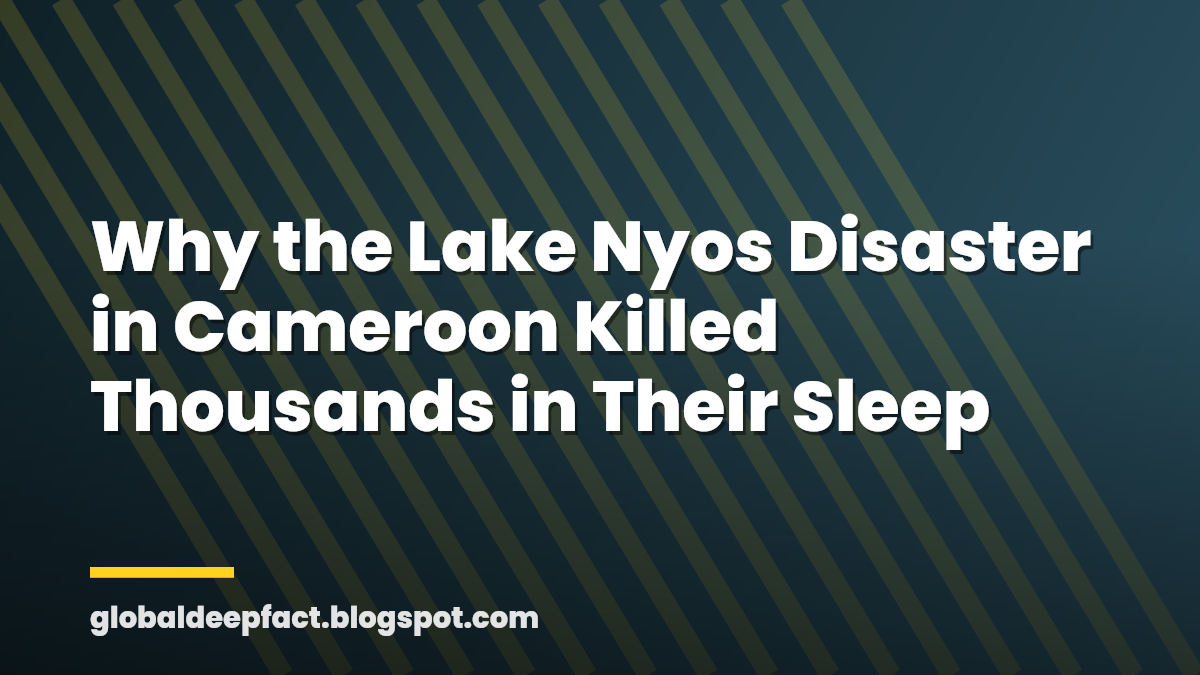 Why the Lake Nyos Disaster
in Cameroon Killed
Thousands in Their Sleep
globaldeepfact.blogspot.com